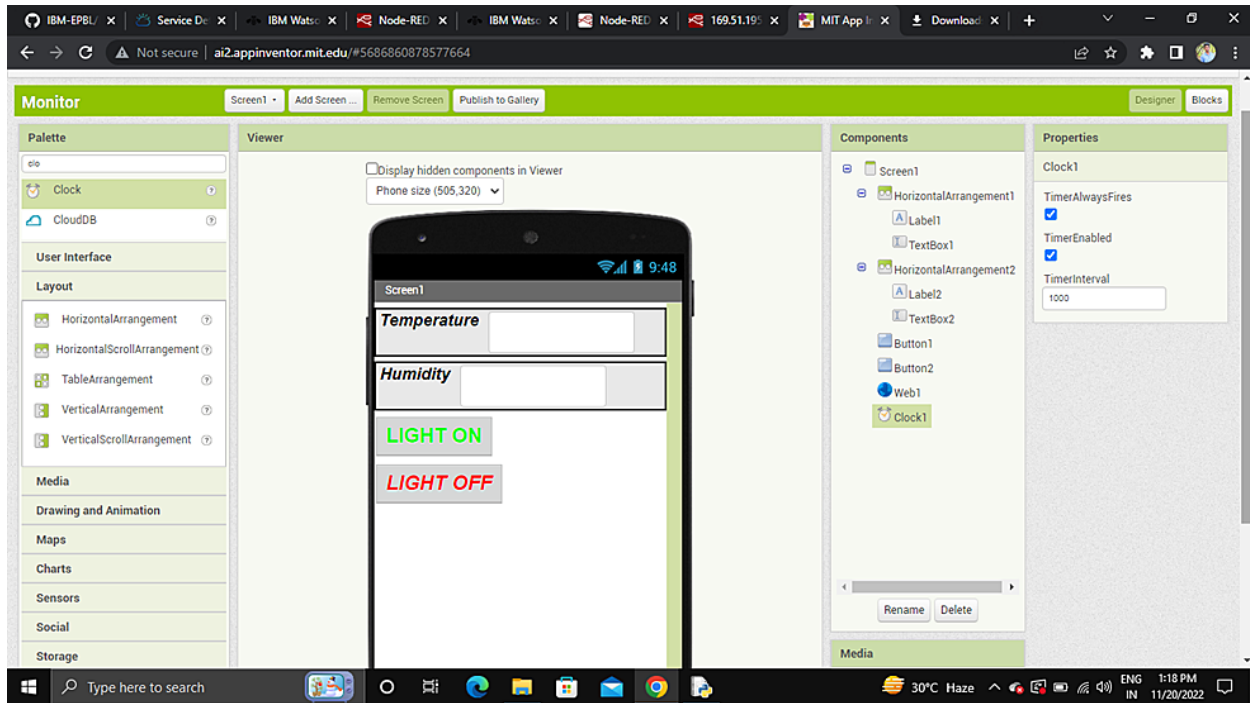 IBM-EPBL/ Service De IBM Watso Node-RED IBM Watso Node-RED 169.51.195 MIT App In Download +
Not secure ai2.appinventor.mit.edu/#5686860878577664
Monitor Screen1 Add Screen ... Remove Screen Publish to Gallery Designer Blocks
Palette
clo
Clock
CloudDB
User Interface
Layout
HorizontalArrangement
HorizontalScrollArrangement
TableArrangement
VerticalArrangement
VerticalScrollArrangement
Media
Drawing and Animation
Maps
Charts
Sensors
Social
Storage
Viewer
Display hidden components in Viewer
Phone size (505,320)
9:48
Screen1
Temperature
Humidity
LIGHT ON
LIGHT OFF
Components
Screen1
HorizontalArrangement1
Label1
TextBox1
HorizontalArrangement2
Label2
TextBox2
Button1
Button2
Web1
Clock1
Rename Delete
Media
Properties
Clock1
TimerAlwaysFires
TimerEnabled
TimerInterval
1000
Type here to search
30°C Haze
ENG
IN
1:18 PM
11/20/2022